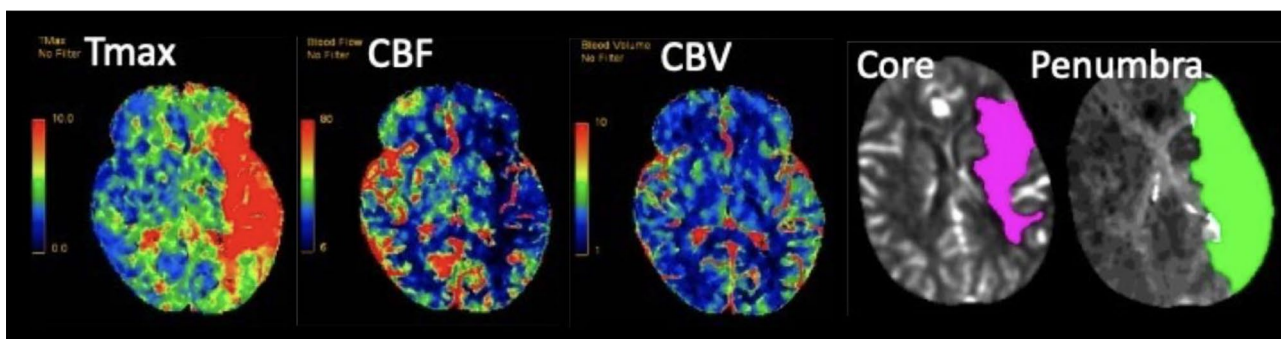 TMax
No Filter
Tmax
10.0
0.0
Blood Flow
No Filter
CBF
80
6
Blood Volume
No Filter
CBV
10
1
Core
Penumbra